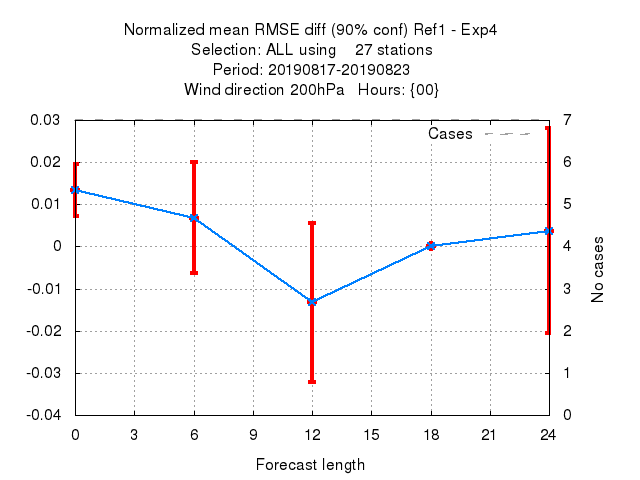 Normalized mean RMSE diff (90% conf) Ref1 - Exp4
Selection: ALL using    27 stations
Period: 20190817-20190823
Wind direction 200hPa   Hours: {00}
Cases
0.03
0.02
0.01
0
-0.01
-0.02
-0.03
-0.04
7
6
5
4
3
2
1
0
No cases
0 3 6 9 12 15 18 21 24
Forecast length